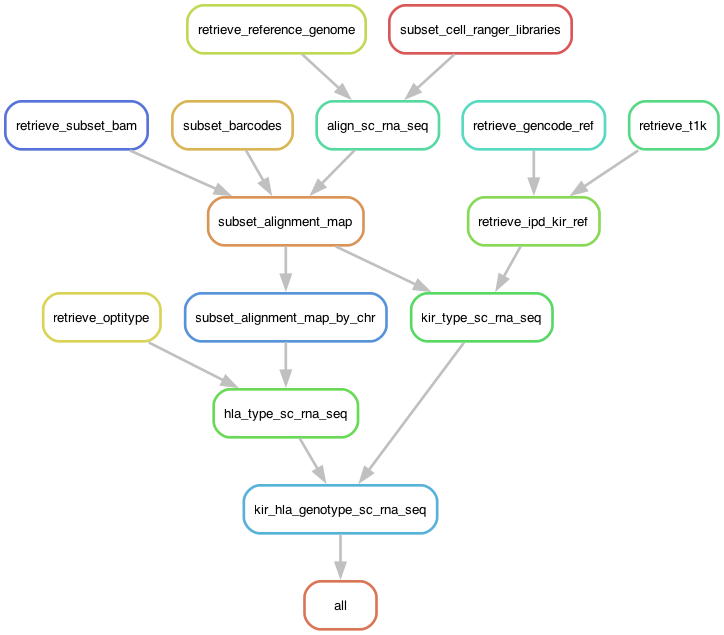 retrieve_reference_genome
subset_cell_ranger_libraries
retrieve_subset_bam
subset_barcodes
align_sc_rna_seq
retrieve_gencode_ref
retrieve_t1k
subset_alignment_map
retrieve_ipd_kir_ref
retrieve_optitype
subset_alignment_map_by_chr
kir_type_sc_rna_seq
hla_type_sc_rna_seq
kir_hla_genotype_sc_rna_seq
all